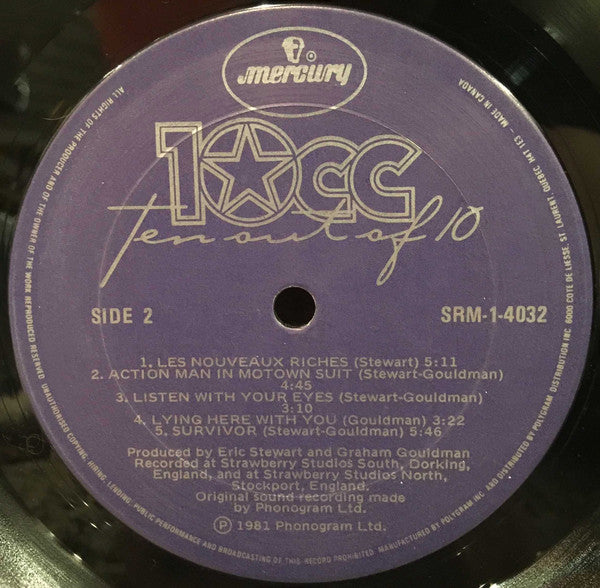 mercury
®
10cc
Ten out of 10
SIDE 2
SRM-1-4032
1. LES NOUVEAUX RICHES (Stewart) 5:11
2. ACTION MAN IN MOTOWN SUIT (Stewart-Gouldman)
4:45
3. LISTEN WITH YOUR EYES (Stewart-Gouldman)
3:10
4. LYING HERE WITH YOU (Gouldman) 3:22
5. SURVIVOR (Stewart-Gouldman) 5:46
Produced by Eric Stewart and Graham Gouldman
Recorded at Strawberry Studios South, Dorking,
England, and at Strawberry Studios North,
Stockport, England.
Original sound recording made
by Phonogram Ltd.
Ⓟ 1981 Phonogram Ltd.
ALL RIGHTS OF THE PRODUCER AND OF THE OWNER OF THE WORK REPRODUCED RESERVED. UNAUTHORISED COPYING, HIRING, LENDING, PUBLIC PERFORMANCE AND BROADCASTING OF THIS RECORD PROHIBITED. MANUFACTURED BY POLYGRAM INC. AND DISTRIBUTED BY POLYGRAM DISTRIBUTION INC. 6000 COTE DE LIESSE, ST. LAURENT, QUEBEC H4T 1E3 – MADE IN CANADA